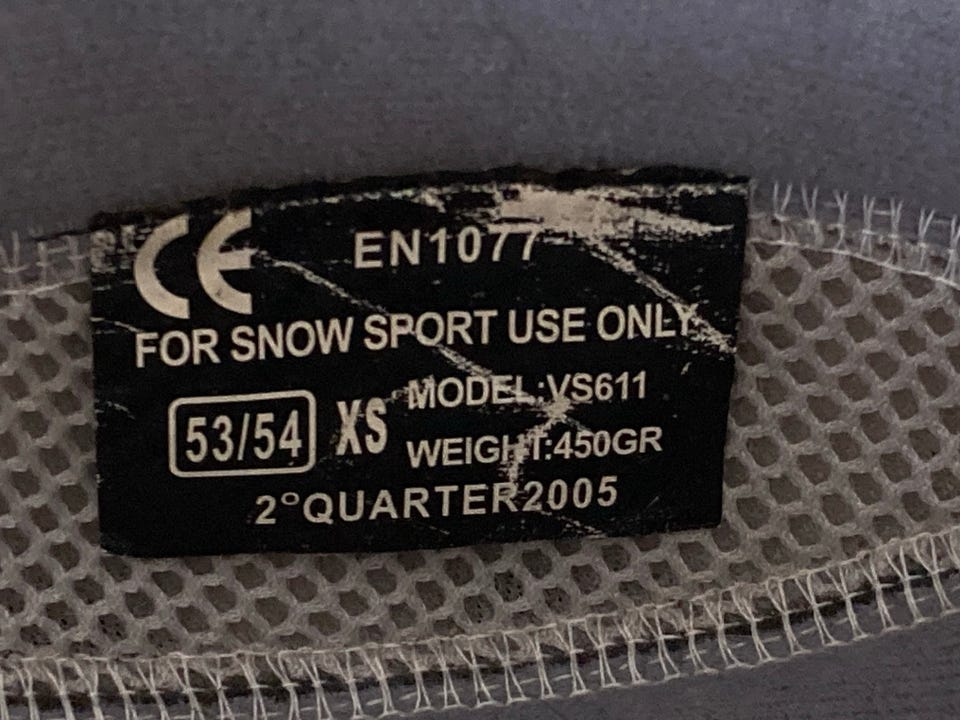 CE EN1077
FOR SNOW SPORT USE ONLY
53/54 XS MODEL:VS611
WEIGHT:450GR
2°QUARTER2005